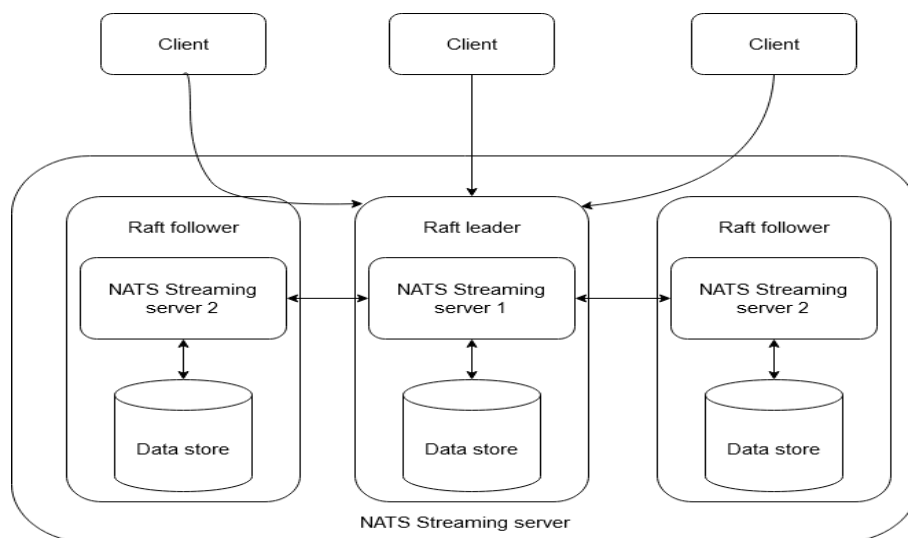 Client
Client
Client
Raft follower
Raft leader
Raft follower
NATS Streaming
server 2
NATS Streaming
server 1
NATS Streaming
server 2
Data store
Data store
Data store
NATS Streaming server